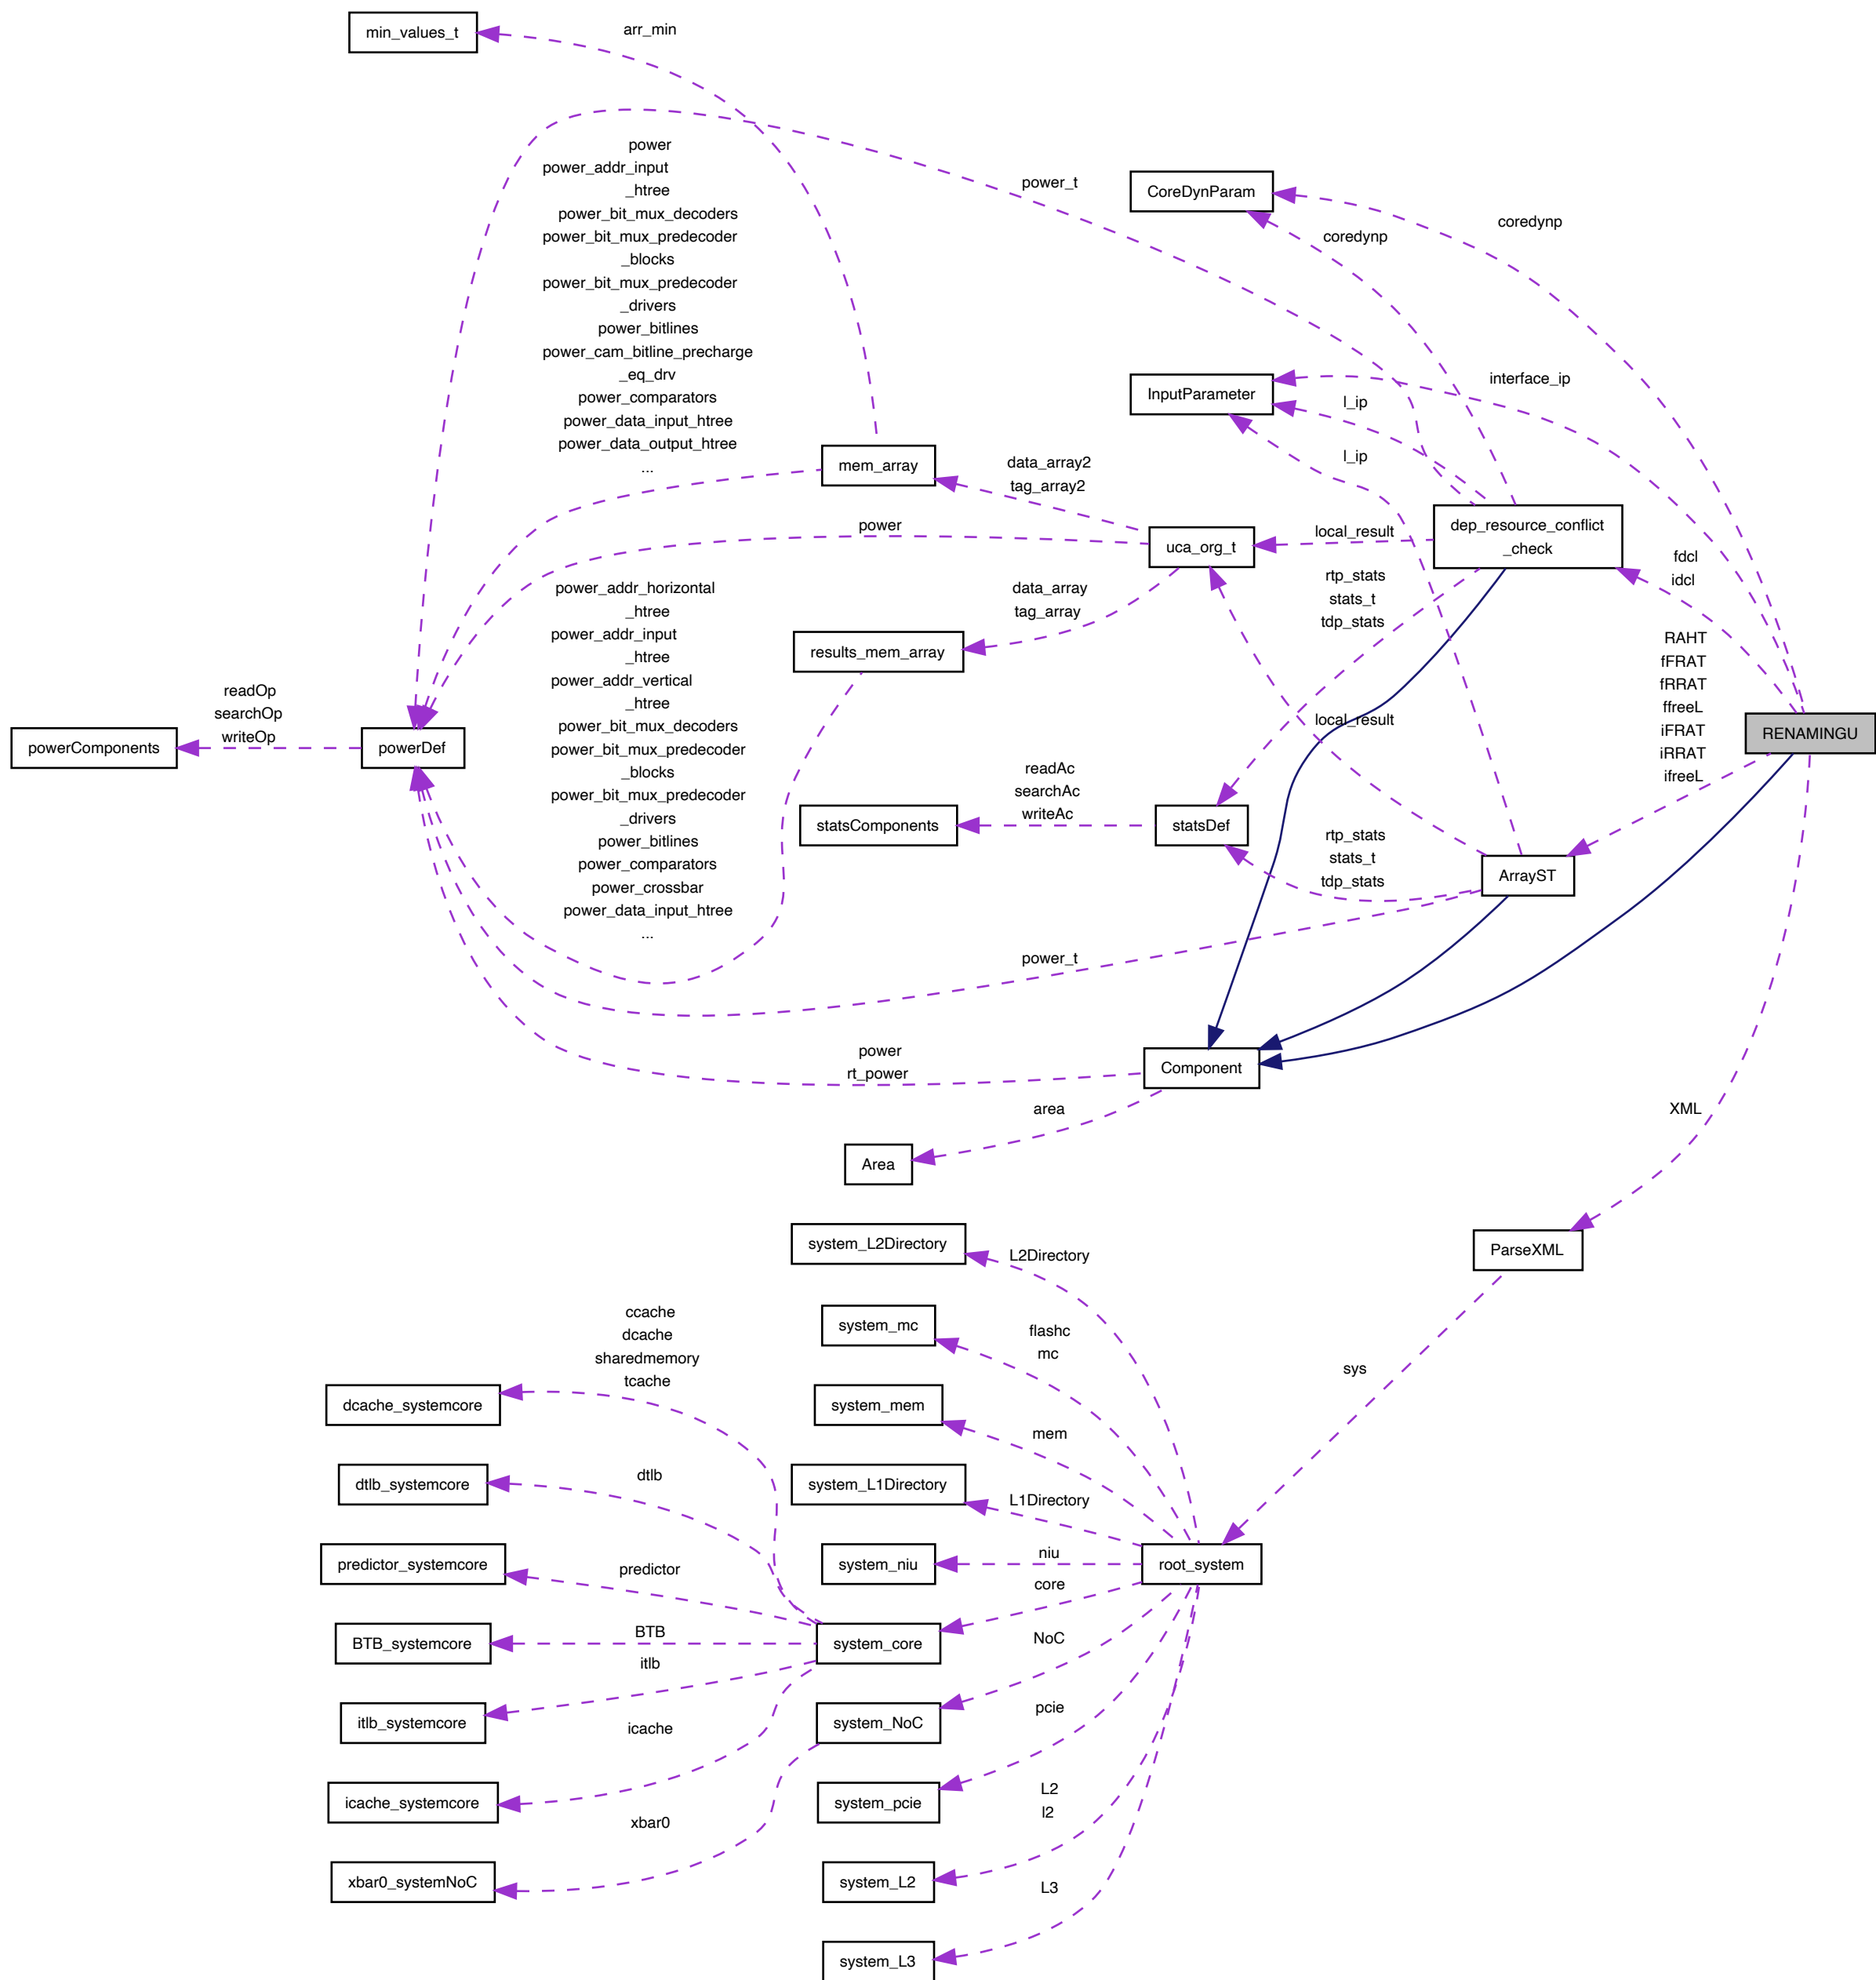 min_values_t
arr_min
power
power_addr_input
_htree
power_bit_mux_decoders
power_bit_mux_predecoder
_blocks
power_bit_mux_predecoder
_drivers
power_bitlines
power_cam_bitline_precharge
_eq_drv
power_comparators
power_data_input_htree
power_data_output_htree
...
power_t
CoreDynParam
coredynp
coredynp
InputParameter
interface_ip
l_ip
l_ip
mem_array
data_array2
tag_array2
power
uca_org_t
local_result
dep_resource_conflict
_check
fdcl
idcl
data_array
tag_array
rtp_stats
stats_t
tdp_stats
results_mem_array
power_addr_horizontal
_htree
power_addr_input
_htree
power_addr_vertical
_htree
power_bit_mux_decoders
power_bit_mux_predecoder
_blocks
power_bit_mux_predecoder
_drivers
power_bitlines
power_comparators
power_crossbar
power_data_input_htree
...
RAHT
fFRAT
fRRAT
ffreeL
iFRAT
iRRAT
ifreeL
RENAMINGU
readOp
searchOp
writeOp
powerComponents
powerDef
local_result
readAc
searchAc
writeAc
statsComponents
statsDef
rtp_stats
stats_t
tdp_stats
ArrayST
power_t
power
rt_power
Component
area
Area
XML
ParseXML
system_L2Directory
L2Directory
system_mc
flashc
mc
ccache
dcache
sharedmemory
tcache
sys
dcache_systemcore
system_mem
mem
dtlb_systemcore
dtlb
system_L1Directory
L1Directory
predictor_systemcore
predictor
system_niu
niu
root_system
core
BTB_systemcore
BTB
system_core
itlb
NoC
itlb_systemcore
icache
system_NoC
pcie
icache_systemcore
xbar0
system_pcie
L2
l2
xbar0_systemNoC
system_L2
L3
system_L3